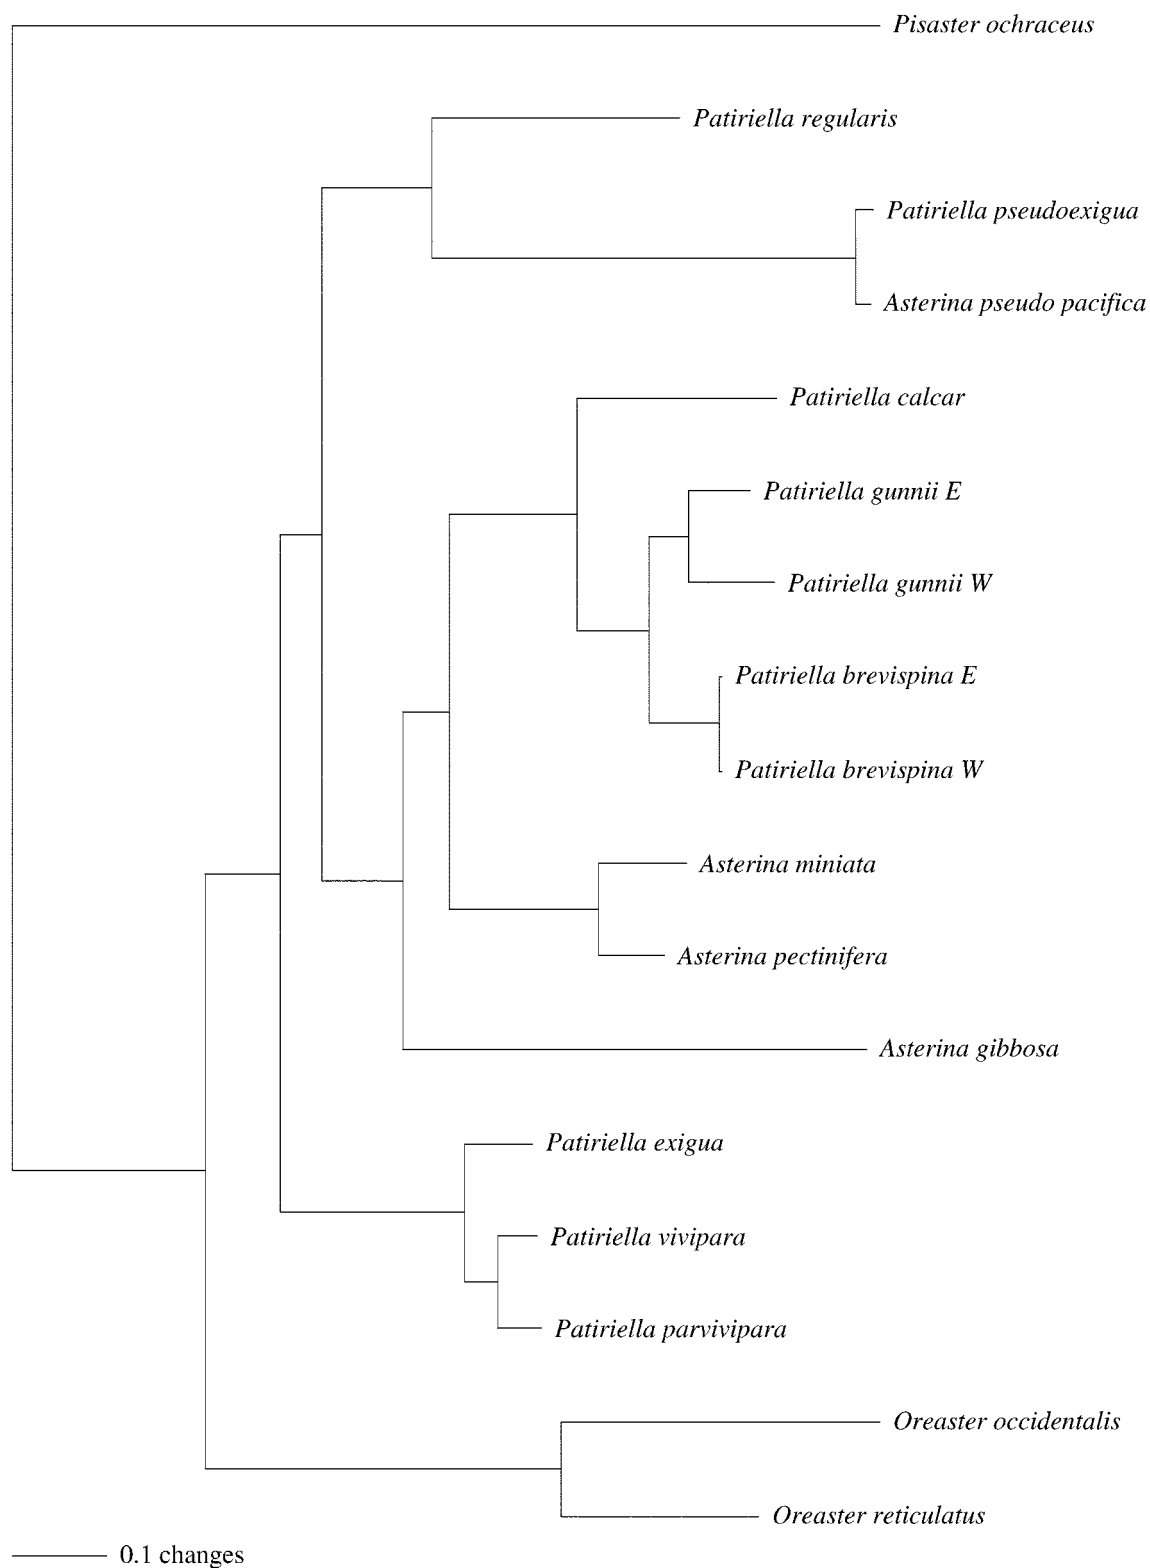 Pisaster ochraceus
Patiriella regularis
Patiriella pseudoexigua
Asterina pseudo pacifica
Patiriella calcar
Patiriella gunnii E
Patiriella gunnii W
Patiriella brevispina E
Patiriella brevispina W
Asterina miniata
Asterina pectinifera
Asterina gibbosa
Patiriella exigua
Patiriella vivipara
Patiriella parvivipara
Oreaster occidentalis
Oreaster reticulatus
0.1 changes